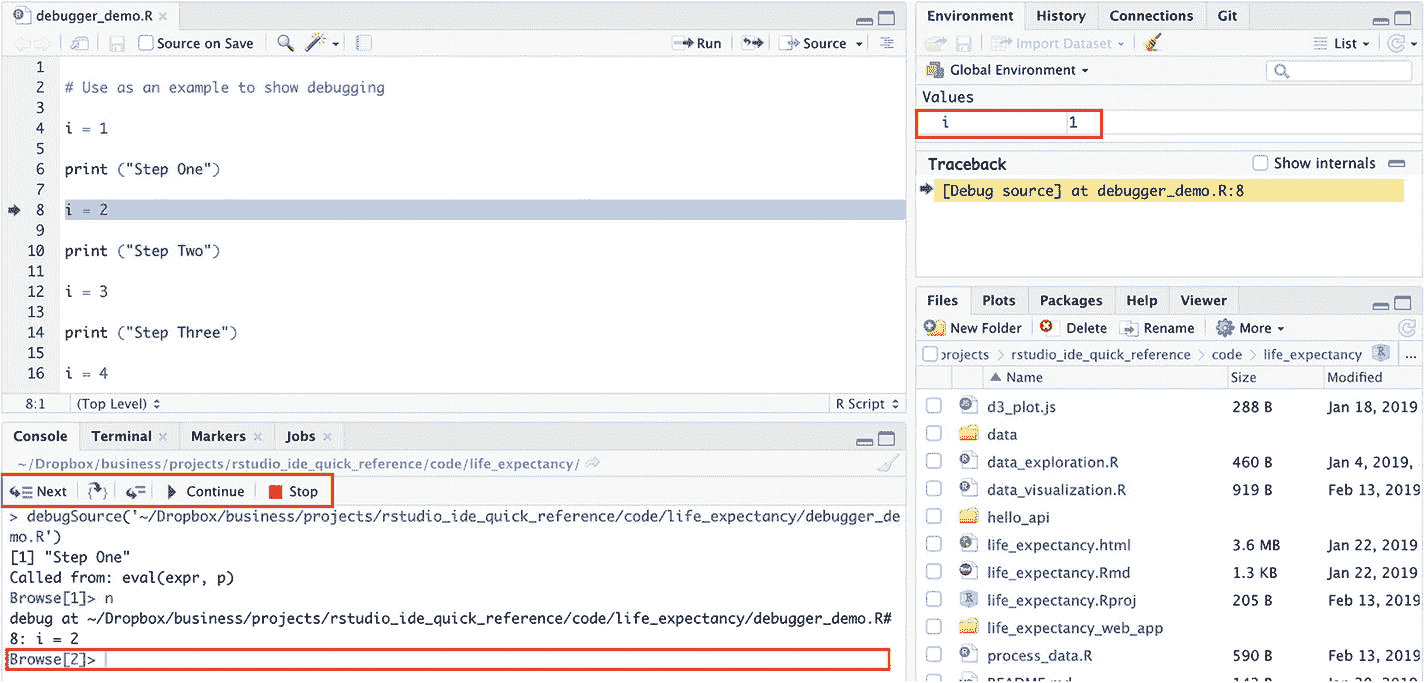 debugger_demo.R
Source on Save
Run
Source
1
2 # Use as an example to show debugging
3
4 i = 1
5
6 print ("Step One")
7
8 i = 2
9
10 print ("Step Two")
11
12 i = 3
13
14 print ("Step Three")
15
16 i = 4
8:1 (Top Level) R Script
Console Terminal Markers Jobs
~/Dropbox/business/projects/rstudio_ide_quick_reference/code/life_expectancy/
Next Continue Stop
> debugSource('~/Dropbox/business/projects/rstudio_ide_quick_reference/code/life_expectancy/debugger_de
mo.R')
[1] "Step One"
Called from: eval(expr, p)
Browse[1]> n
debug at ~/Dropbox/business/projects/rstudio_ide_quick_reference/code/life_expectancy/debugger_demo.R#
8: i = 2
Browse[2]>
Environment History Connections Git
Import Dataset List
Global Environment
Values
i 1
Traceback Show internals
[Debug source] at debugger_demo.R:8
Files Plots Packages Help Viewer
New Folder Delete Rename More
projects rstudio_ide_quick_reference code life_expectancy ...
Name Size Modified
d3_plot.js 288 B Jan 18, 2019
data
data_exploration.R 460 B Jan 4, 2019,
data_visualization.R 919 B Feb 13, 2019
hello_api
life_expectancy.html 3.6 MB Jan 22, 2019
life_expectancy.Rmd 1.3 KB Jan 22, 2019
life_expectancy.Rproj 205 B Feb 13, 2019
life_expectancy_web_app
process_data.R 590 B Feb 13, 2019